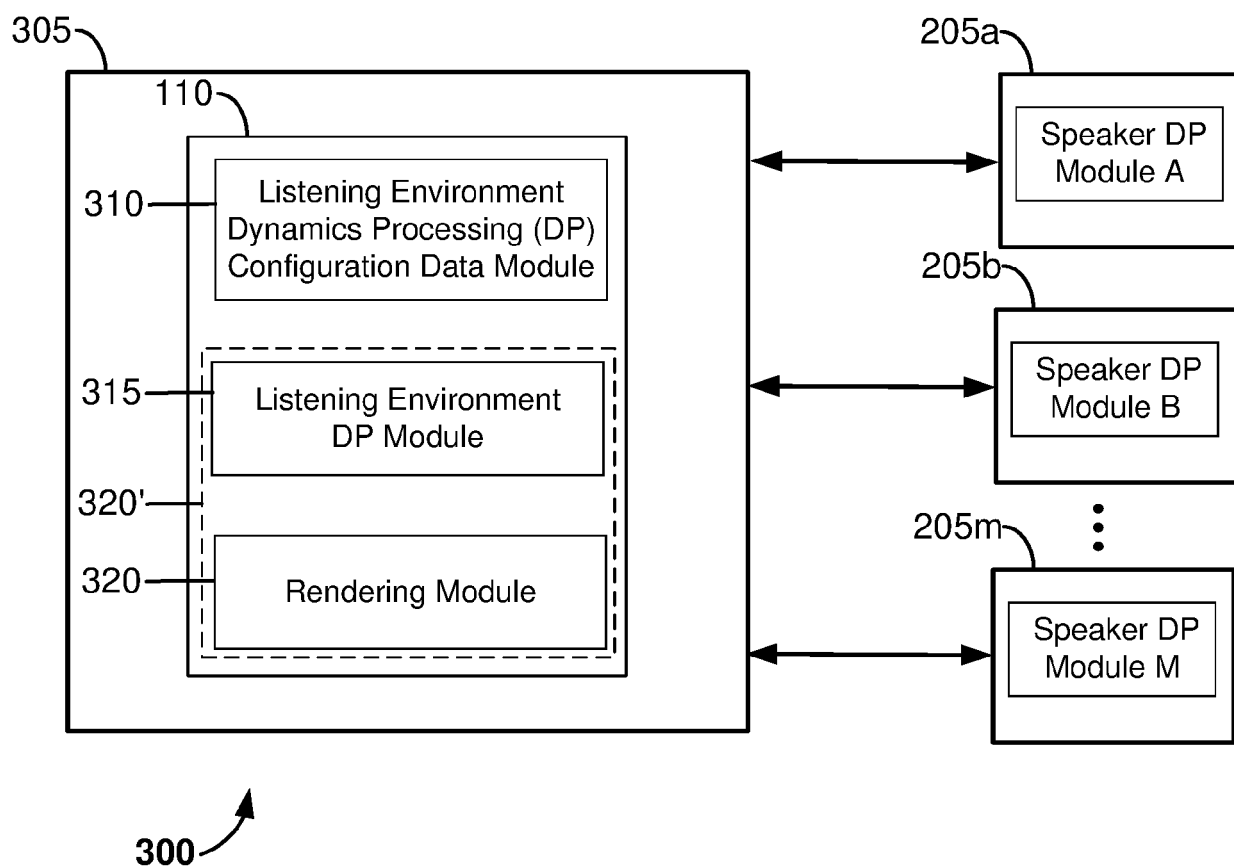 305
110
310
Listening Environment
Dynamics Processing (DP)
Configuration Data Module
315
Listening Environment
DP Module
320'
320
Rendering Module
205a
Speaker DP
Module A
205b
Speaker DP
Module B
205m
Speaker DP
Module M
300